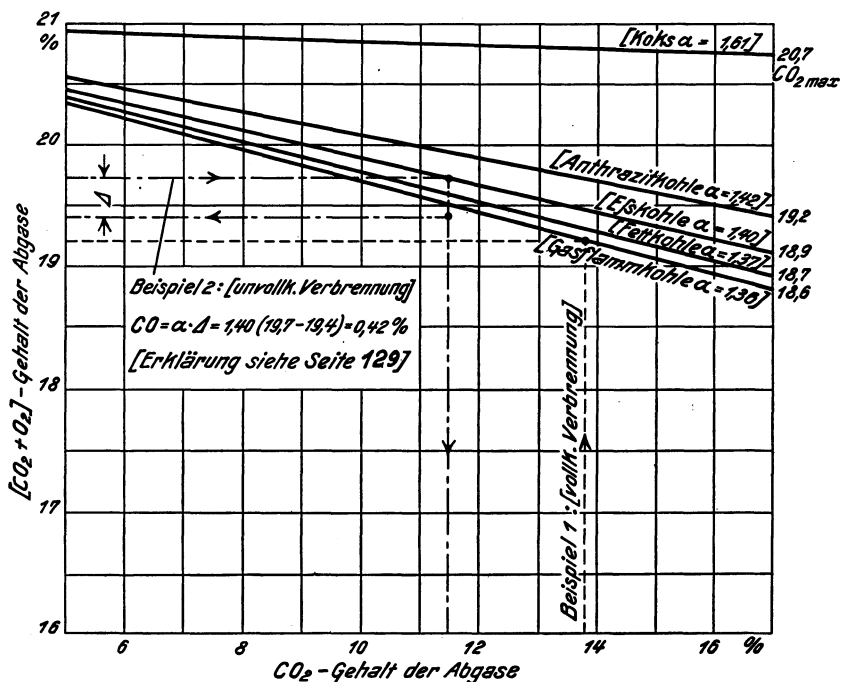 21
%
20
19
18
17
16
[CO₂ + O₂] - Gehalt der Abgase
Δ
[Koks α = 1,61]
20,7
CO₂ max
[Anthrazitkohle α=1,42]
19,2
[Eßkohle α = 1,40]
18,9
[Fettkohle α=1,37]
18,7
[Gasflammkohle α=1,36]
18,6
Beispiel 2: [unvollk. Verbrennung]
CO = α·Δ = 1,40 (19,7 - 19,4) = 0,42 %
[Erklärung siehe Seite 129]
Beispiel 1: [vollk. Verbrennung]
6 8 10 12 14 16 %
CO₂ - Gehalt der Abgase